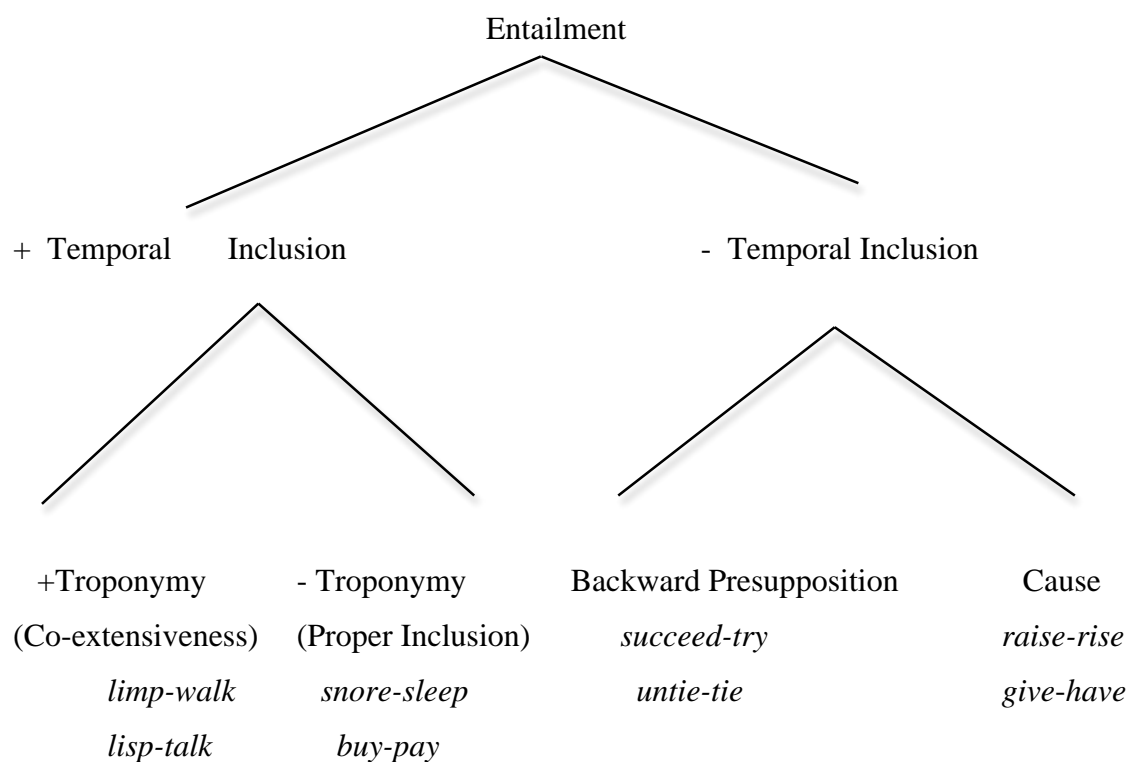 Entailment
+ Temporal Inclusion
- Temporal Inclusion
+Troponymy
(Co-extensiveness)
limp-walk
lisp-talk
- Troponymy
(Proper Inclusion)
snore-sleep
buy-pay
Backward Presupposition
succeed-try
untie-tie
Cause
raise-rise
give-have